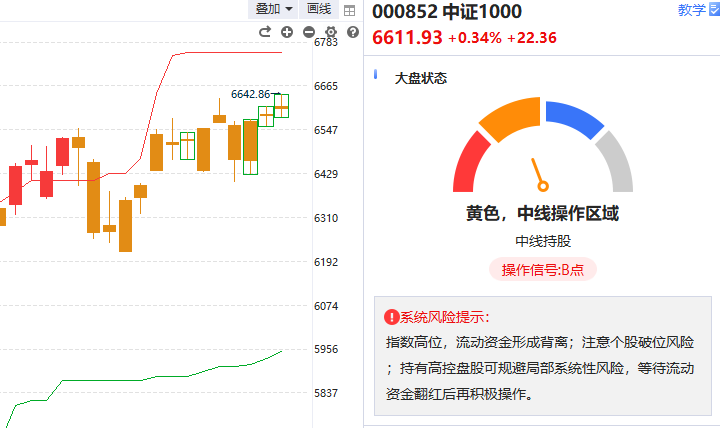 叠加 画线
000852 中证1000
教学
6611.93 +0.34% +22.36
大盘状态
6783
6665
6642.86
6547
6429
6310
6192
6074
5956
5837
黄色，中线操作区域
中线持股
操作信号:B点
系统风险提示：
指数高位，流动资金形成背离；注意个股破位风险
；持有高控盘股可规避局部系统性风险，等待流动
资金翻红后再积极操作。